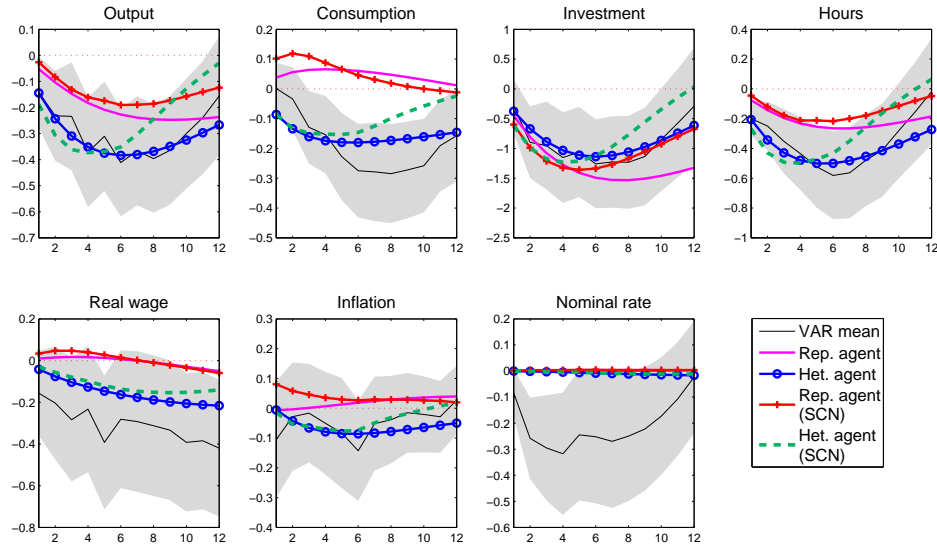 Output
0.1
0
−0.1
−0.2
−0.3
−0.4
−0.5
−0.6
−0.7
2 4 6 8 10 12
Consumption
0.2
0.1
0
−0.1
−0.2
−0.3
−0.4
−0.5
2 4 6 8 10 12
Investment
1
0.5
0
−0.5
−1
−1.5
−2
−2.5
2 4 6 8 10 12
Hours
0.4
0.2
0
−0.2
−0.4
−0.6
−0.8
−1
2 4 6 8 10 12
Real wage
0.2
0
−0.2
−0.4
−0.6
−0.8
2 4 6 8 10 12
Inflation
0.3
0.2
0.1
0
−0.1
−0.2
−0.3
−0.4
2 4 6 8 10 12
Nominal rate
0.2
0.1
0
−0.1
−0.2
−0.3
−0.4
−0.5
−0.6
2 4 6 8 10 12
VAR mean
Rep. agent
Het. agent
Rep. agent
(SCN)
Het. agent
(SCN)